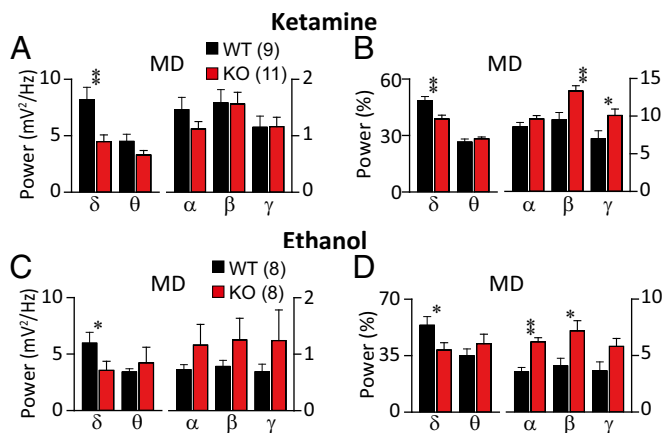 Ketamine
A
WT (9)
KO (11)
MD
**
Power (mV²/Hz)
10
5
0
2
1
0
δ θ α β γ
B
MD
**
**
*
Power (%)
60
30
0
15
10
5
0
δ θ α β γ
Ethanol
C
WT (8)
KO (8)
MD
*
Power (mV²/Hz)
10
5
0
2
1
0
δ θ α β γ
D
MD
*
**
*
Power (%)
70
35
0
10
5
0
δ θ α β γ